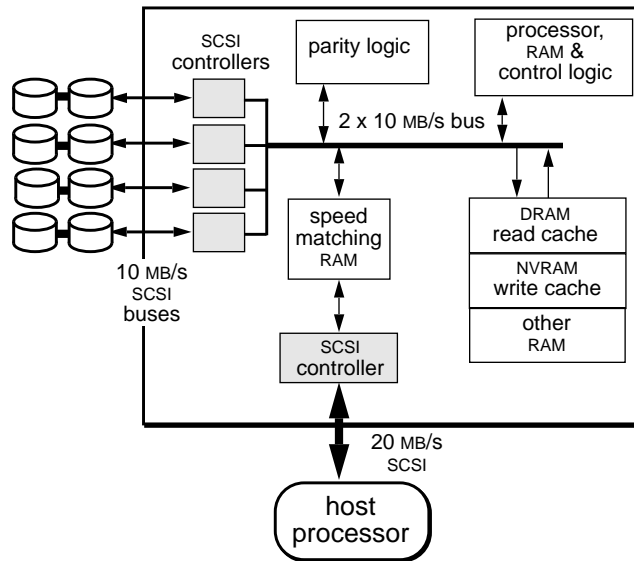 SCSI
controllers
parity logic
processor,
RAM &
control logic
2 x 10 MB/s bus
speed
matching
RAM
DRAM
read cache
NVRAM
write cache
other
RAM
10 MB/s
SCSI
buses
SCSI
controller
20 MB/s
SCSI
host
processor